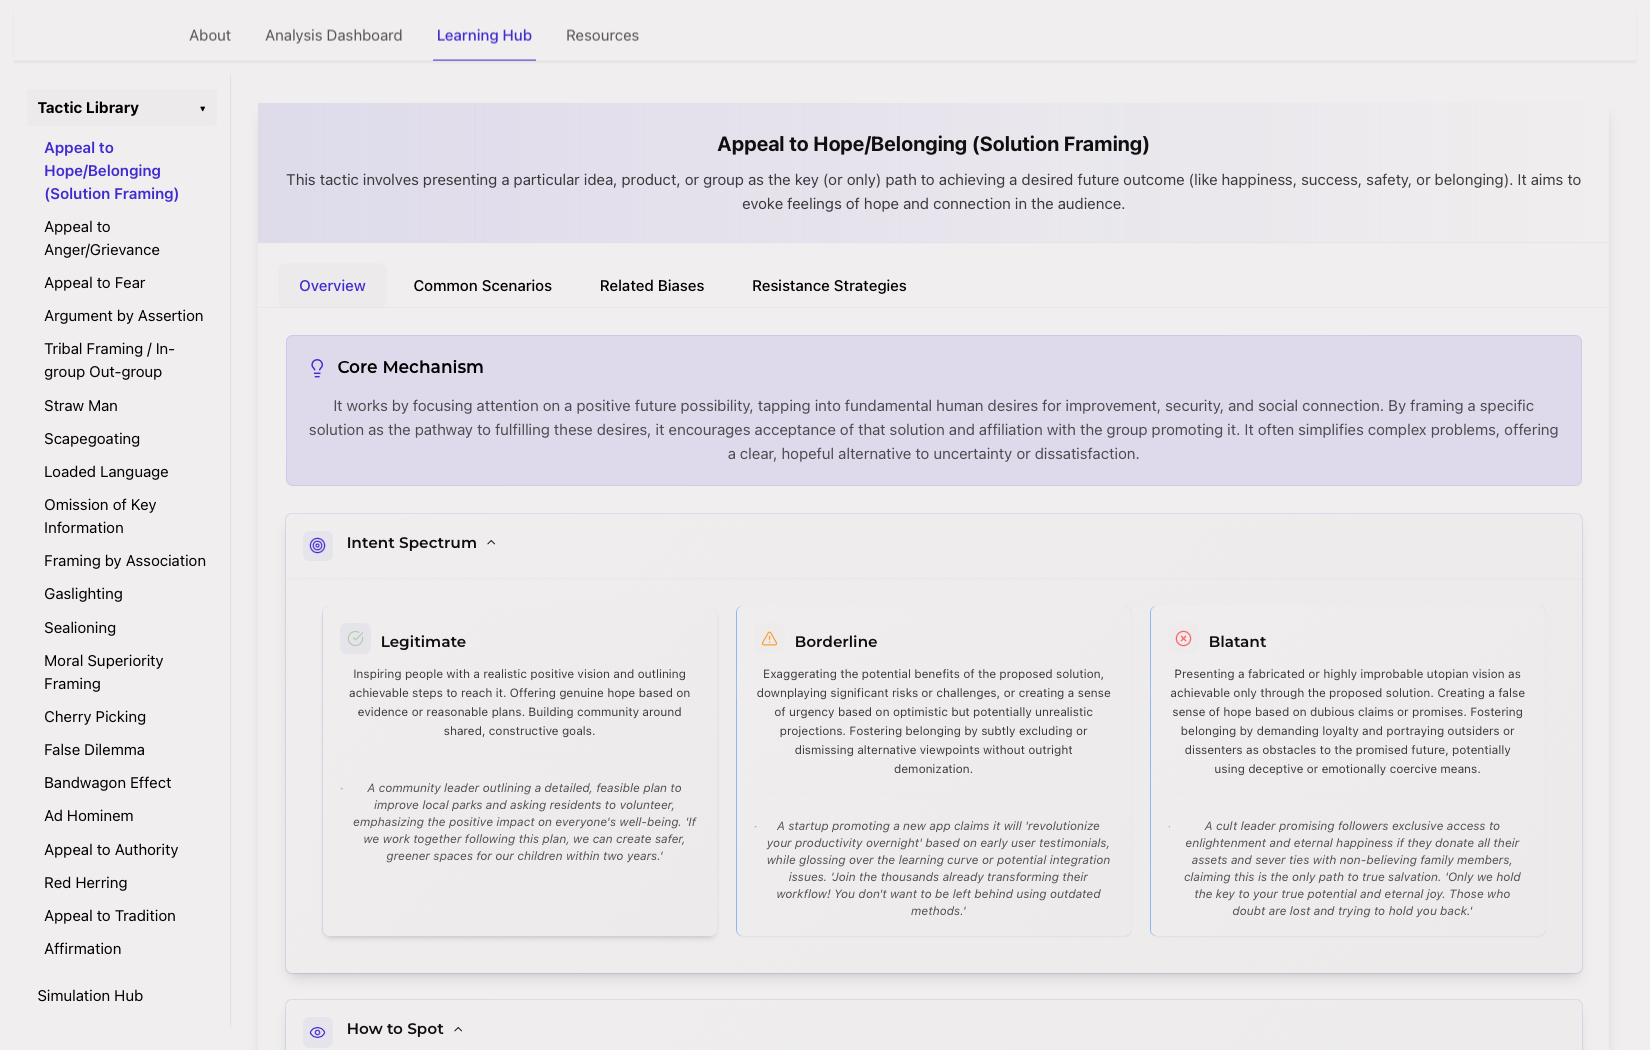 About
Analysis Dashboard
Learning Hub
Resources
Tactic Library
Appeal to
Hope/Belonging
(Solution Framing)
Appeal to
Anger/Grievance
Appeal to Fear
Argument by Assertion
Tribal Framing / In-
group Out-group
Straw Man
Scapegoating
Loaded Language
Omission of Key
Information
Framing by Association
Gaslighting
Sealioning
Moral Superiority
Framing
Cherry Picking
False Dilemma
Bandwagon Effect
Ad Hominem
Appeal to Authority
Red Herring
Appeal to Tradition
Affirmation
Simulation Hub
Appeal to Hope/Belonging (Solution Framing)
This tactic involves presenting a particular idea, product, or group as the key (or only) path to achieving a desired future outcome (like happiness, success, safety, or belonging). It aims to
evoke feelings of hope and connection in the audience.
Overview
Common Scenarios
Related Biases
Resistance Strategies
Core Mechanism
It works by focusing attention on a positive future possibility, tapping into fundamental human desires for improvement, security, and social connection. By framing a specific
solution as the pathway to fulfilling these desires, it encourages acceptance of that solution and affiliation with the group promoting it. It often simplifies complex problems, offering
a clear, hopeful alternative to uncertainty or dissatisfaction.
Intent Spectrum
Legitimate
Inspiring people with a realistic positive vision and outlining
achievable steps to reach it. Offering genuine hope based on
evidence or reasonable plans. Building community around
shared, constructive goals.
A community leader outlining a detailed, feasible plan to
improve local parks and asking residents to volunteer,
emphasizing the positive impact on everyone's well-being. 'If
we work together following this plan, we can create safer,
greener spaces for our children within two years.'
Borderline
Exaggerating the potential benefits of the proposed solution,
downplaying significant risks or challenges, or creating a sense
of urgency based on optimistic but potentially unrealistic
projections. Fostering belonging by subtly excluding or
dismissing alternative viewpoints without outright
demonization.
A startup promoting a new app claims it will 'revolutionize
your productivity overnight' based on early user testimonials,
while glossing over the learning curve or potential integration
issues. 'Join the thousands already transforming their
workflow! You don't want to be left behind using outdated
methods.'
Blatant
Presenting a fabricated or highly improbable utopian vision as
achievable only through the proposed solution. Creating a false
sense of hope based on dubious claims or promises. Fostering
belonging by demanding loyalty and portraying outsiders or
dissenters as obstacles to the promised future, potentially
using deceptive or emotionally coercive means.
A cult leader promising followers exclusive access to
enlightenment and eternal happiness if they donate all their
assets and sever ties with non-believing family members,
claiming this is the only path to true salvation. 'Only we hold
the key to your true potential and eternal joy. Those who
doubt are lost and trying to hold you back.'
How to Spot